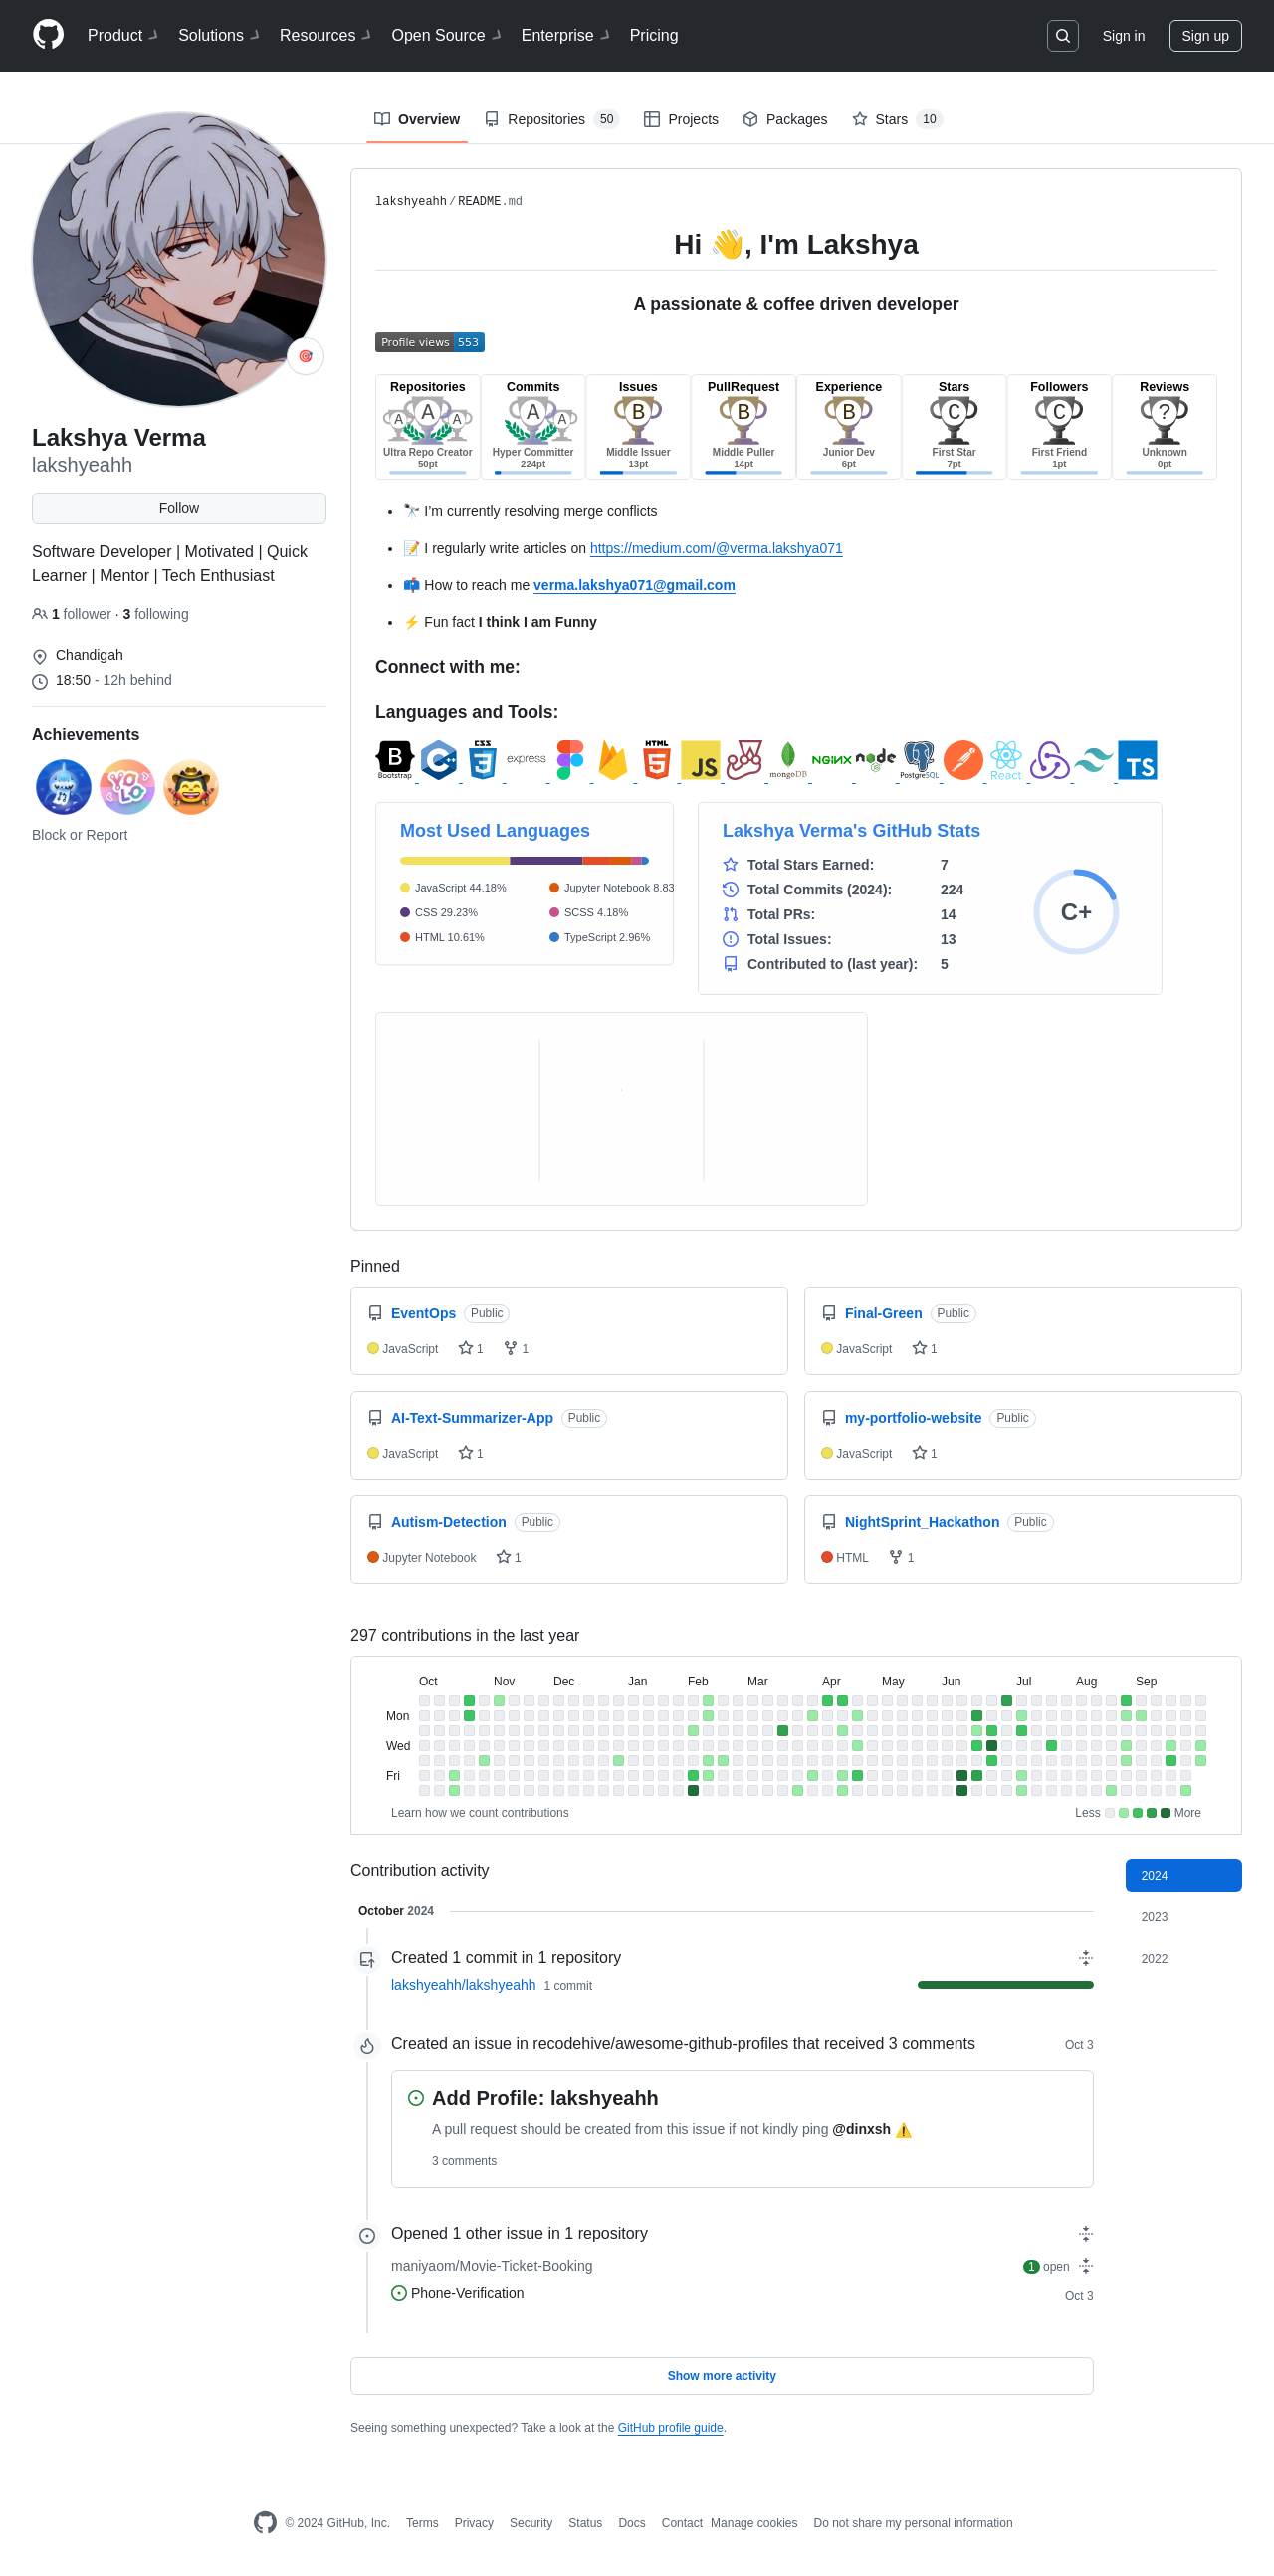 Product Solutions Resources Open Source Enterprise Pricing Sign in Sign up
Overview Repositories 50 Projects Packages Stars 10
Lakshya Verma
lakshyeahh
Follow
Software Developer | Motivated | Quick
Learner | Mentor | Tech Enthusiast
1 follower · 3 following
Chandigah
18:50 - 12h behind
Achievements
YOLO
Block or Report
lakshyeahh/README.md
Hi 👋, I'm Lakshya
A passionate & coffee driven developer
Profile views 553
Repositories Commits Issues PullRequest Experience Stars Followers Reviews
A A A A A B B B C C ?
Ultra Repo Creator Hyper Committer Middle Issuer Middle Puller Junior Dev First Star First Friend Unknown
50pt 224pt 13pt 14pt 6pt 7pt 1pt 0pt
🔭 I’m currently resolving merge conflicts
📝 I regularly write articles on https://medium.com/@verma.lakshya071
📫 How to reach me verma.lakshya071@gmail.com
⚡ Fun fact I think I am Funny
Connect with me:
Languages and Tools:
B Bootstrap C++ CSS 3 express HTML 5 JS mongoDB NGINX node JS PostgreSQL React TS
Most Used Languages
JavaScript 44.18% Jupyter Notebook 8.83
CSS 29.23% SCSS 4.18%
HTML 10.61% TypeScript 2.96%
Lakshya Verma's GitHub Stats
Total Stars Earned: 7
Total Commits (2024): 224
Total PRs: 14
Total Issues: 13
Contributed to (last year): 5
C+
Pinned
EventOps Public
JavaScript 1 1
Final-Green Public
JavaScript 1
AI-Text-Summarizer-App Public
JavaScript 1
my-portfolio-website Public
JavaScript 1
Autism-Detection Public
Jupyter Notebook 1
NightSprint_Hackathon Public
HTML 1
297 contributions in the last year
Oct Nov Dec Jan Feb Mar Apr May Jun Jul Aug Sep
Mon
Wed
Fri
Learn how we count contributions Less More
Contribution activity
2024
2023
2022
October 2024
Created 1 commit in 1 repository
lakshyeahh/lakshyeahh 1 commit
Created an issue in recodehive/awesome-github-profiles that received 3 comments Oct 3
Add Profile: lakshyeahh
A pull request should be created from this issue if not kindly ping @dinxsh ⚠️
3 comments
Opened 1 other issue in 1 repository
maniyaom/Movie-Ticket-Booking 1 open
Phone-Verification Oct 3
Show more activity
Seeing something unexpected? Take a look at the GitHub profile guide.
© 2024 GitHub, Inc. Terms Privacy Security Status Docs Contact Manage cookies Do not share my personal information